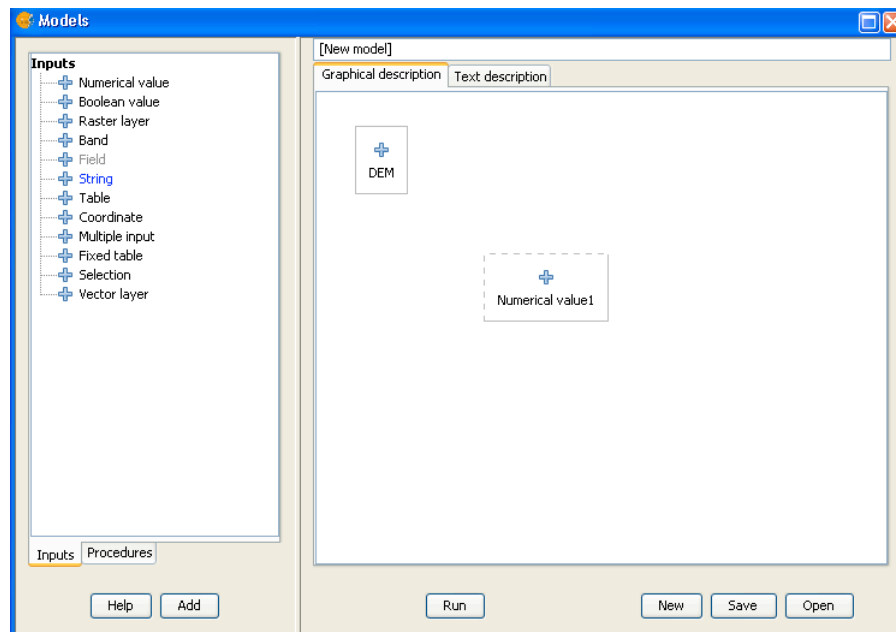 Models
Inputs
Numerical value
Boolean value
Raster layer
Band
Field
String
Table
Coordinate
Multiple input
Fixed table
Selection
Vector layer
Inputs Procedures
Help Add
[New model]
Graphical description Text description
DEM
Numerical value1
Run New Save Open